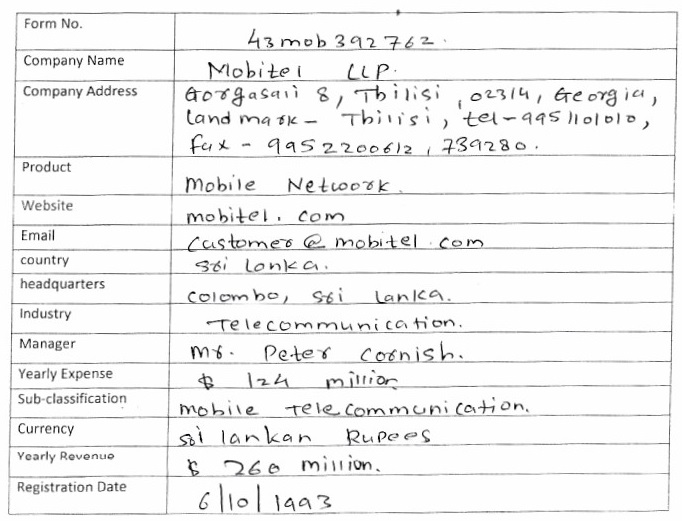 Form No.
43mob392762.
Company Name
Mobitel LLP.
Company Address
Gorgasali 8, Tbilisi, 02314, Georgia,
landmark - Tbilisi, tel-9951101010,
fax - 9952200612, 739280.
Product
Mobile Network.
Website
mobitel.com
Email
Customer@mobitel.com
country
Sri Lanka.
headquarters
Colombo, Sri Lanka.
Industry
Telecommunication.
Manager
Mr. Peter Cornish.
Yearly Expense
$ 124 million
Sub-classification
mobile telecommunication.
Currency
Sri lankan Rupees
Yearly Revenue
$ 260 million.
Registration Date
6/10/1993